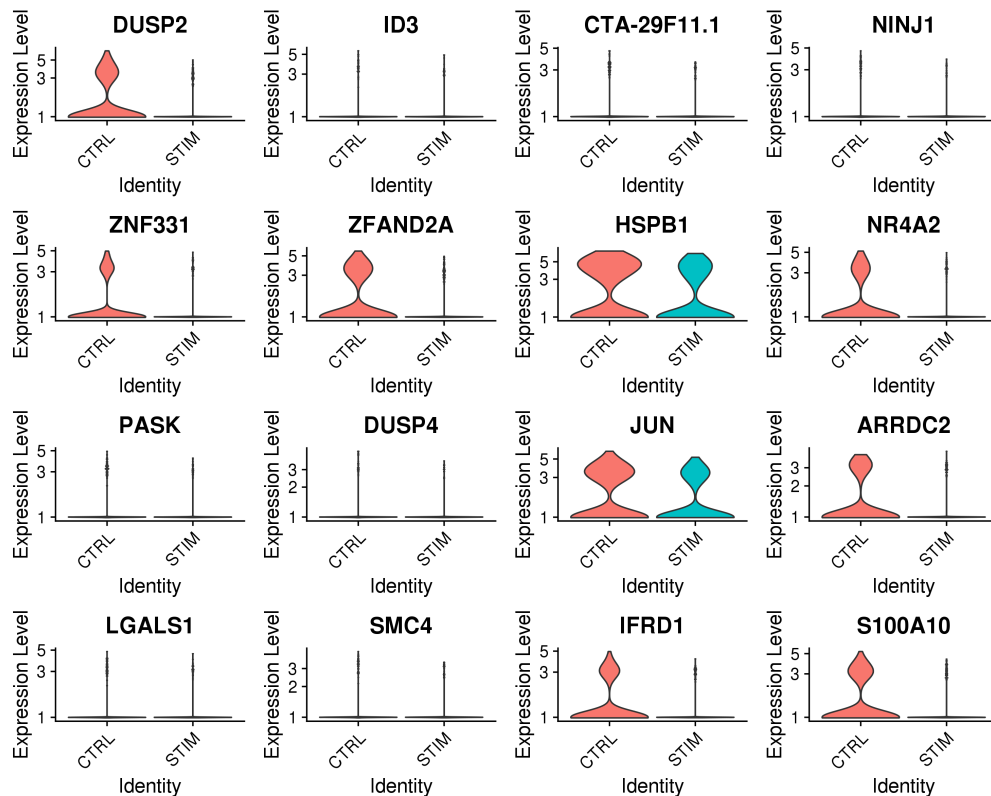 DUSP2 ID3 CTA-29F11.1 NINJ1
Expression Level 5 3 1 Expression Level 5 3 1 Expression Level 5 3 1 Expression Level 5 3 1
CTRL STIM CTRL STIM CTRL STIM CTRL STIM
Identity Identity Identity Identity
ZNF331 ZFAND2A HSPB1 NR4A2
Expression Level 5 3 1 Expression Level 5 3 1 Expression Level 5 3 1 Expression Level 5 3 1
CTRL STIM CTRL STIM CTRL STIM CTRL STIM
Identity Identity Identity Identity
PASK DUSP4 JUN ARRDC2
Expression Level 5 3 1 Expression Level 3 2 1 Expression Level 5 3 1 Expression Level 3 2 1
CTRL STIM CTRL STIM CTRL STIM CTRL STIM
Identity Identity Identity Identity
LGALS1 SMC4 IFRD1 S100A10
Expression Level 5 3 1 Expression Level 3 2 1 Expression Level 5 3 1 Expression Level 5 3 1
CTRL STIM CTRL STIM CTRL STIM CTRL STIM
Identity Identity Identity Identity